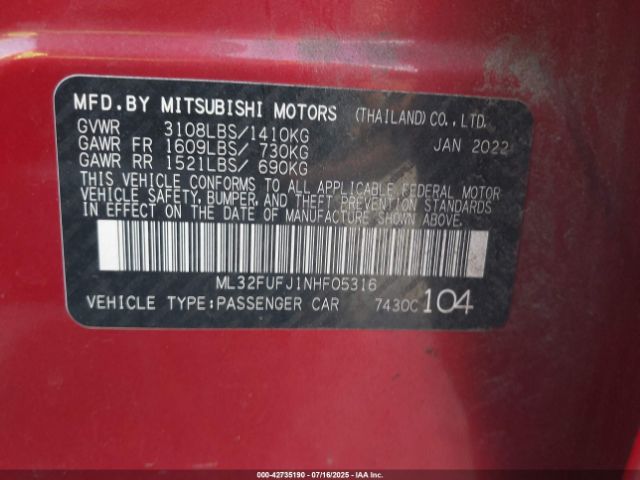 MFD.BY MITSUBISHI MOTORS (THAILAND)CO.,LTD.
GVWR 3108LBS/1410KG JAN 2022
GAWR FR 1609LBS/ 730KG
GAWR RR 1521LBS/ 690KG
THIS VEHICLE CONFORMS TO ALL APPLICABLE FEDERAL MOTOR
VEHICLE SAFETY, BUMPER, AND THEFT PREVENTION STANDARDS
IN EFFECT ON THE DATE OF MANUFACTURE SHOWN ABOVE.
ML32FUFJ1NHF05316
VEHICLE TYPE:PASSENGER CAR 7430C 104
000-42735190 - 07/16/2025 - IAA Inc.